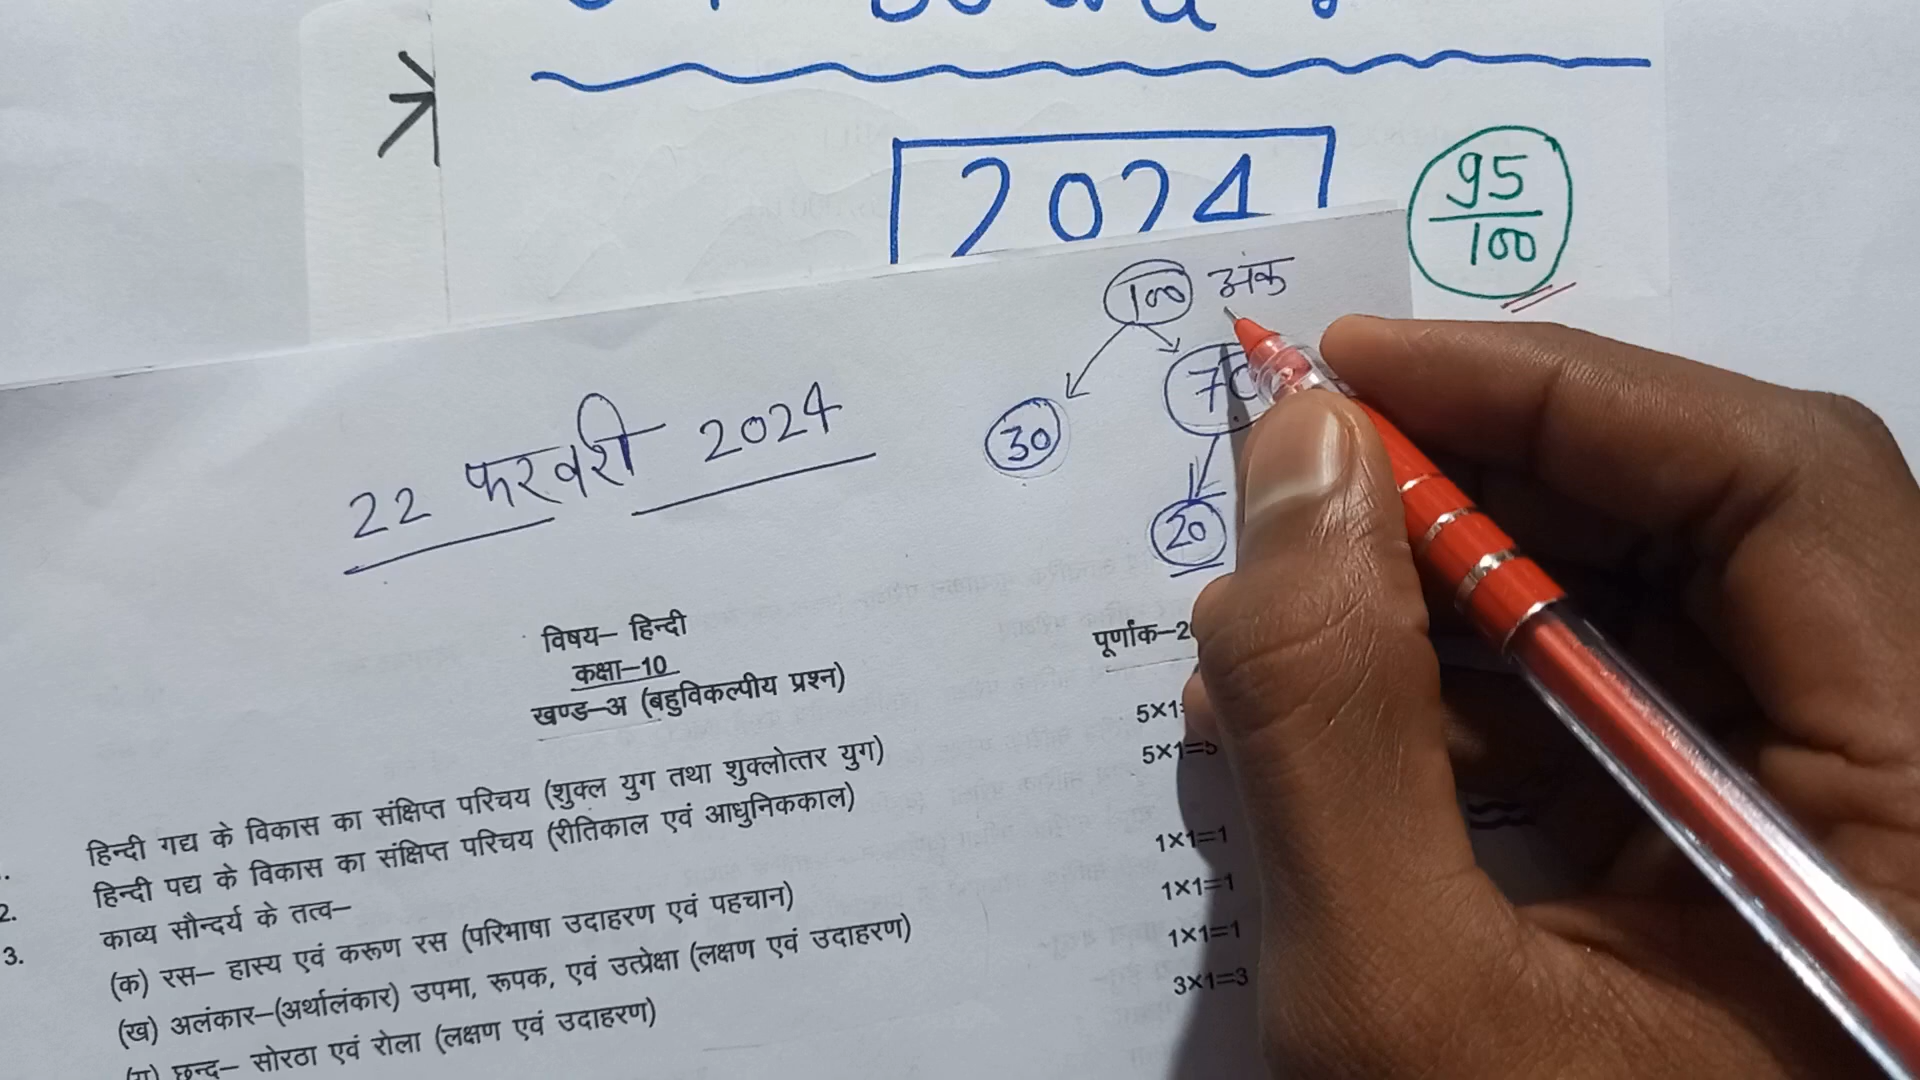 2024
95
100
100 अंक
30
70
20
22 फरवरी 2024
विषय– हिन्दी
कक्षा–10
पूर्णांक–2
खण्ड–अ (बहुविकल्पीय प्रश्न)
हिन्दी गद्य के विकास का संक्षिप्त परिचय (शुक्ल युग तथा शुक्लोत्तर युग) 5×1=
2. हिन्दी पद्य के विकास का संक्षिप्त परिचय (रीतिकाल एवं आधुनिककाल) 5×1=5
3. काव्य सौन्दर्य के तत्व–
(क) रस– हास्य एवं करूण रस (परिभाषा उदाहरण एवं पहचान) 1×1=1
(ख) अलंकार–(अर्थालंकार) उपमा, रूपक, एवं उत्प्रेक्षा (लक्षण एवं उदाहरण) 1×1=1
(ग) छन्द– सोरठा एवं रोला (लक्षण एवं उदाहरण) 1×1=1
3×1=3